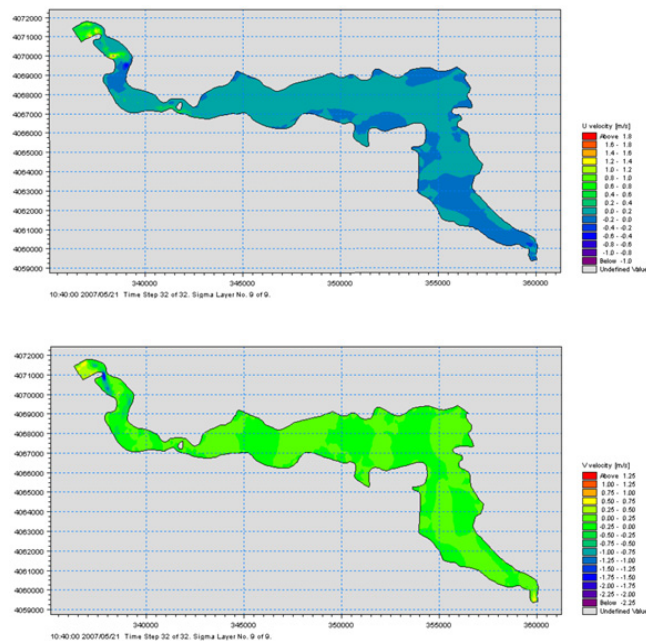 4072000
4071000
4070000
4069000
4068000
4067000
4066000
4065000
4064000
4063000
4062000
4061000
4060000
4059000
340000 345000 350000 355000 360000
10:40:00 2007/05/21 Time Step 32 of 32. Sigma Layer No. 9 of 9.
U velocity [m/s]
Above 1.8
1.6 - 1.8
1.4 - 1.6
1.2 - 1.4
1.0 - 1.2
0.8 - 1.0
0.6 - 0.8
0.4 - 0.6
0.2 - 0.4
0.0 - 0.2
-0.2 - 0.0
-0.4 - -0.2
-0.6 - -0.4
-0.8 - -0.6
-1.0 - -0.8
Below -1.0
Undefined Value
4072000
4071000
4070000
4069000
4068000
4067000
4066000
4065000
4064000
4063000
4062000
4061000
4060000
4059000
340000 345000 350000 355000 360000
10:40:00 2007/05/21 Time Step 32 of 32. Sigma Layer No. 9 of 9.
V velocity [m/s]
Above 1.25
1.00 - 1.25
0.75 - 1.00
0.50 - 0.75
0.25 - 0.50
0.00 - 0.25
-0.25 - 0.00
-0.50 - -0.25
-0.75 - -0.50
-1.00 - -0.75
-1.25 - -1.00
-1.50 - -1.25
-1.75 - -1.50
-2.00 - -1.75
-2.25 - -2.00
Below -2.25
Undefined Value